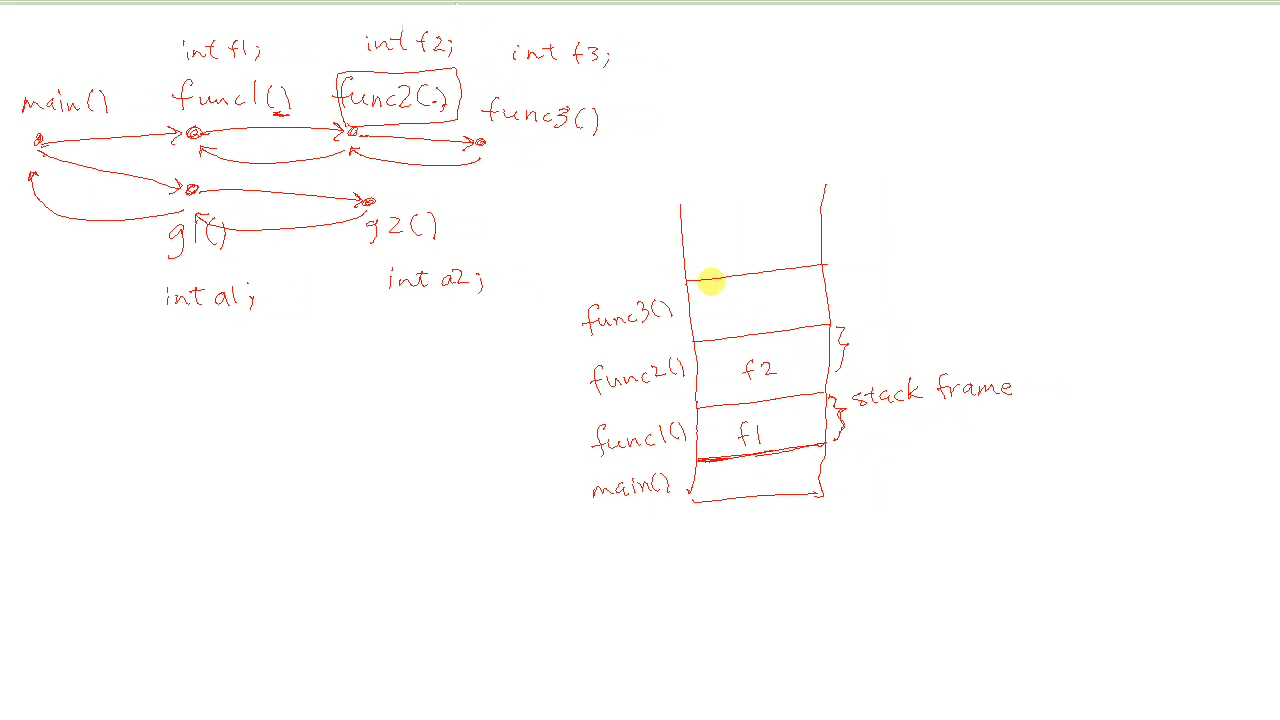 int f1;
int f2;
int f3;
main()
func1()
func2()
func3()
g1()
g2()
int a1;
int a2;
func3()
func2()
f2
stack frame
func1()
f1
main()